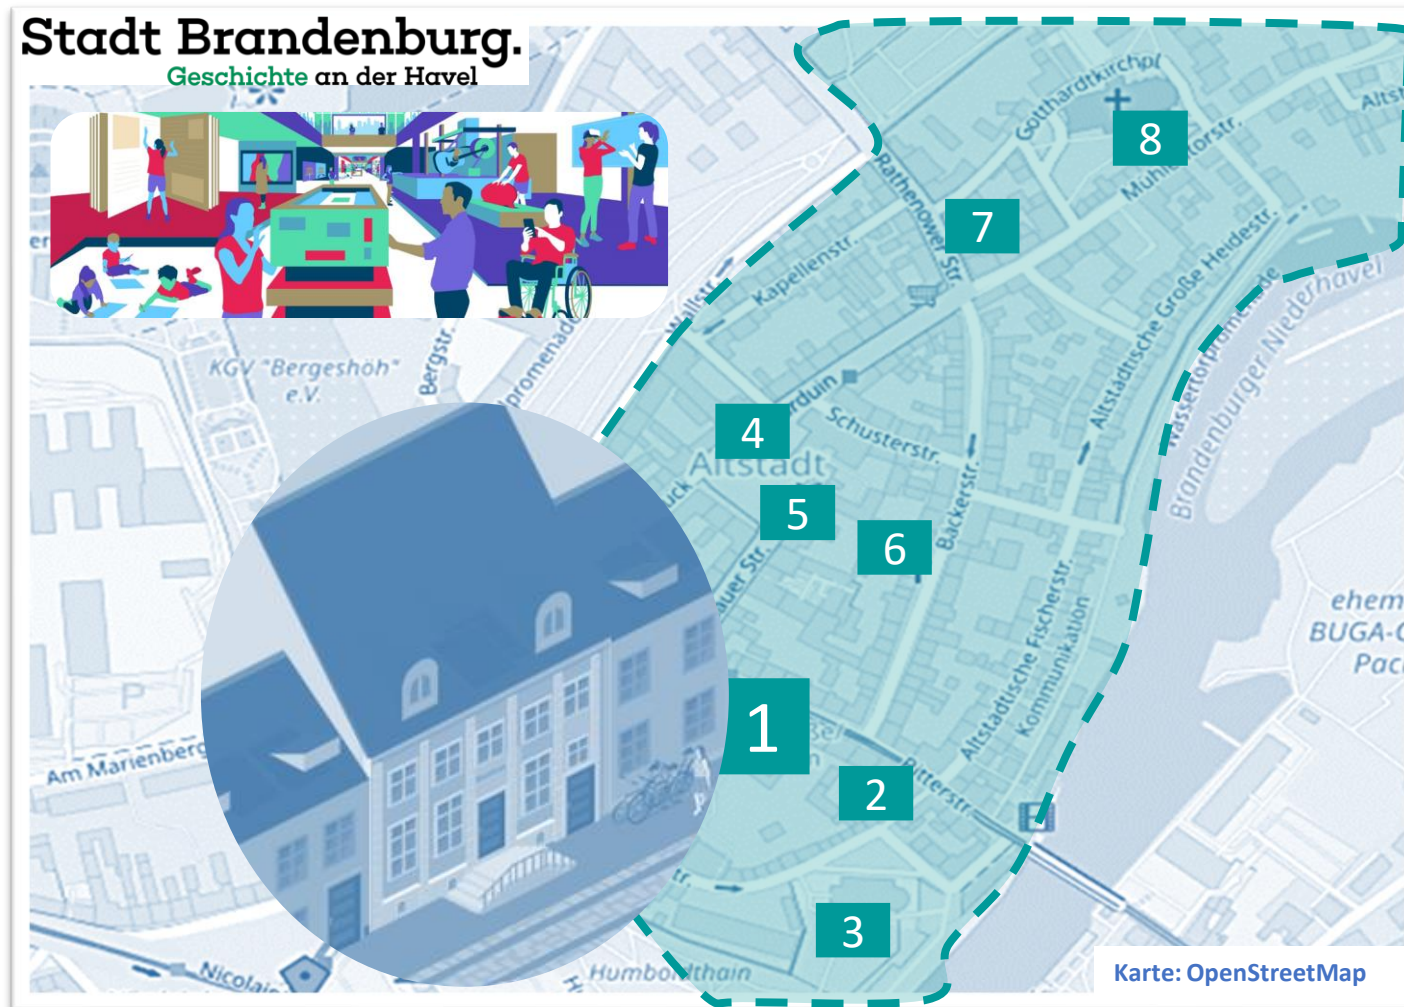 Stadt Brandenburg.
Geschichte an der Havel
Gotthardtkirchpl
8
Mühlentorstr.
Rathenower Str
7
Kapellenstr.
Wallstr.
Altstädtische Große Heidestr.
Brandenburger Niederhavel
KGV "Bergeshöh"
e.V.
Bergstr.
4
Schusterstr.
Altstadt
5
6
Bäckerstr.
Altstädtische Fischerstr.
Kommunikation
1
2
Ritterstr.
P
Am Marienberg
3
Humboldthain
Karte: OpenStreetMap